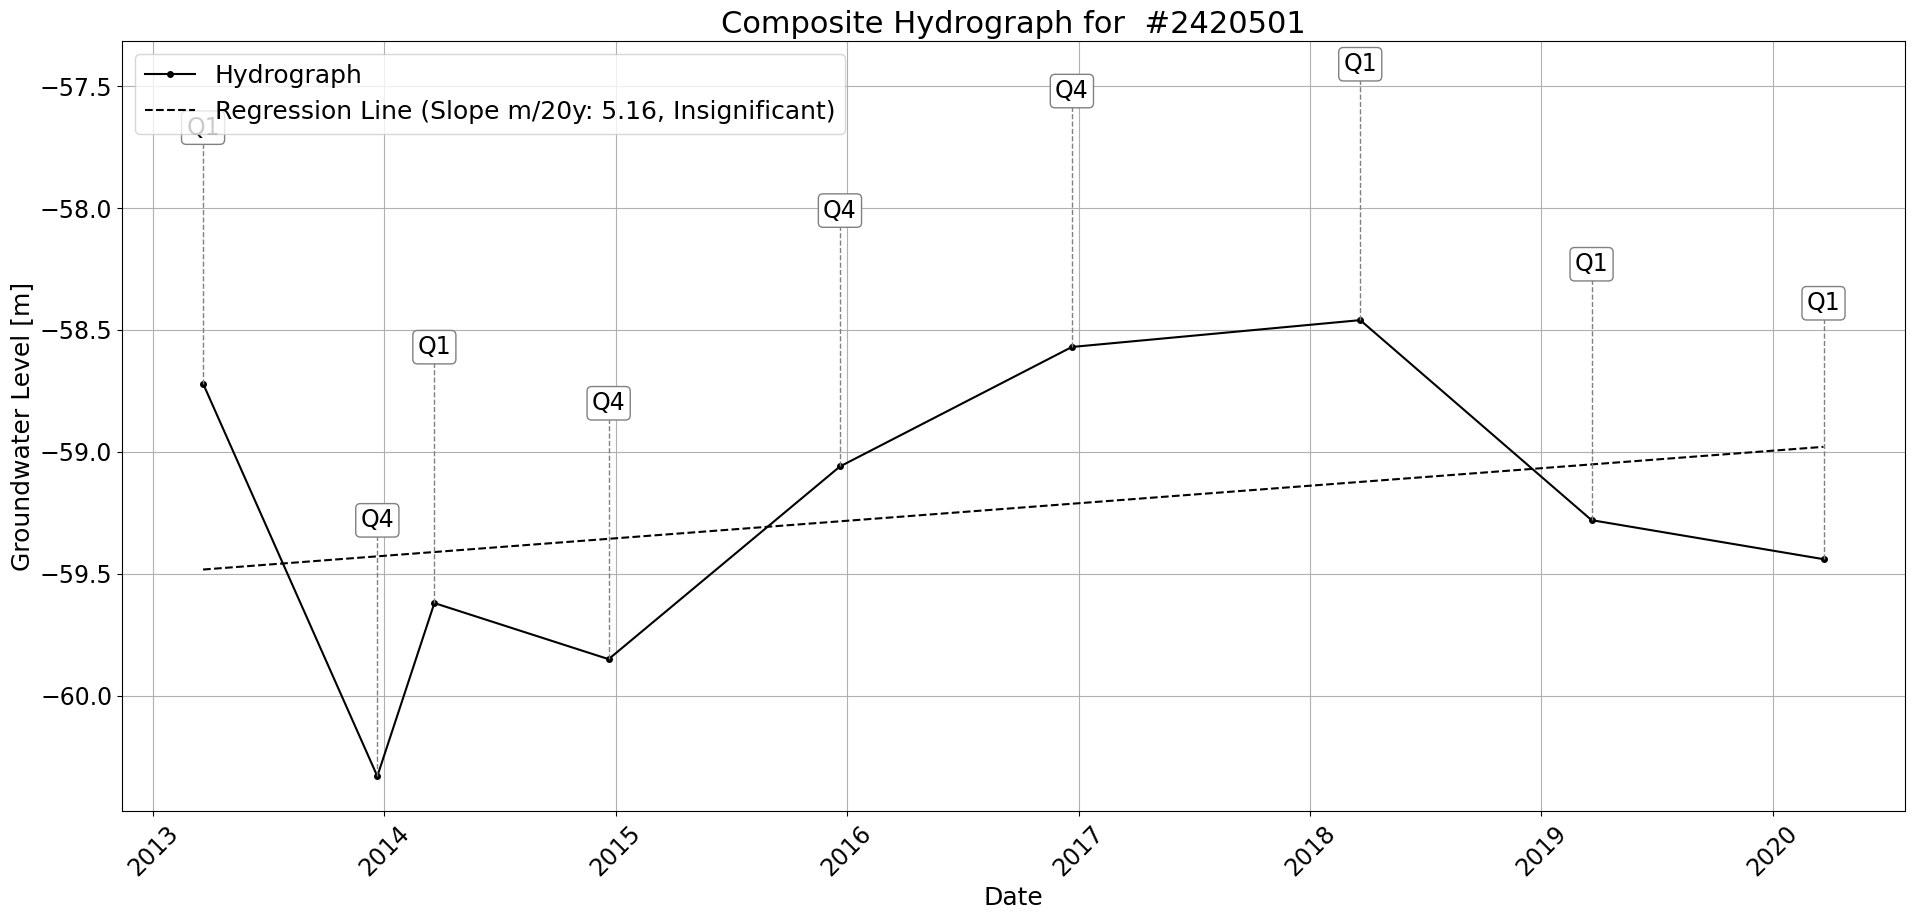 Composite Hydrograph for  #2420501
Hydrograph
Regression Line (Slope m/20y: 5.16, Insignificant)
Q1
Q4
Q1
Q4
Q4
Q4
Q1
Q1
Q1
Groundwater Level [m]
−57.5
−58.0
−58.5
−59.0
−59.5
−60.0
2013
2014
2015
2016
2017
2018
2019
2020
Date